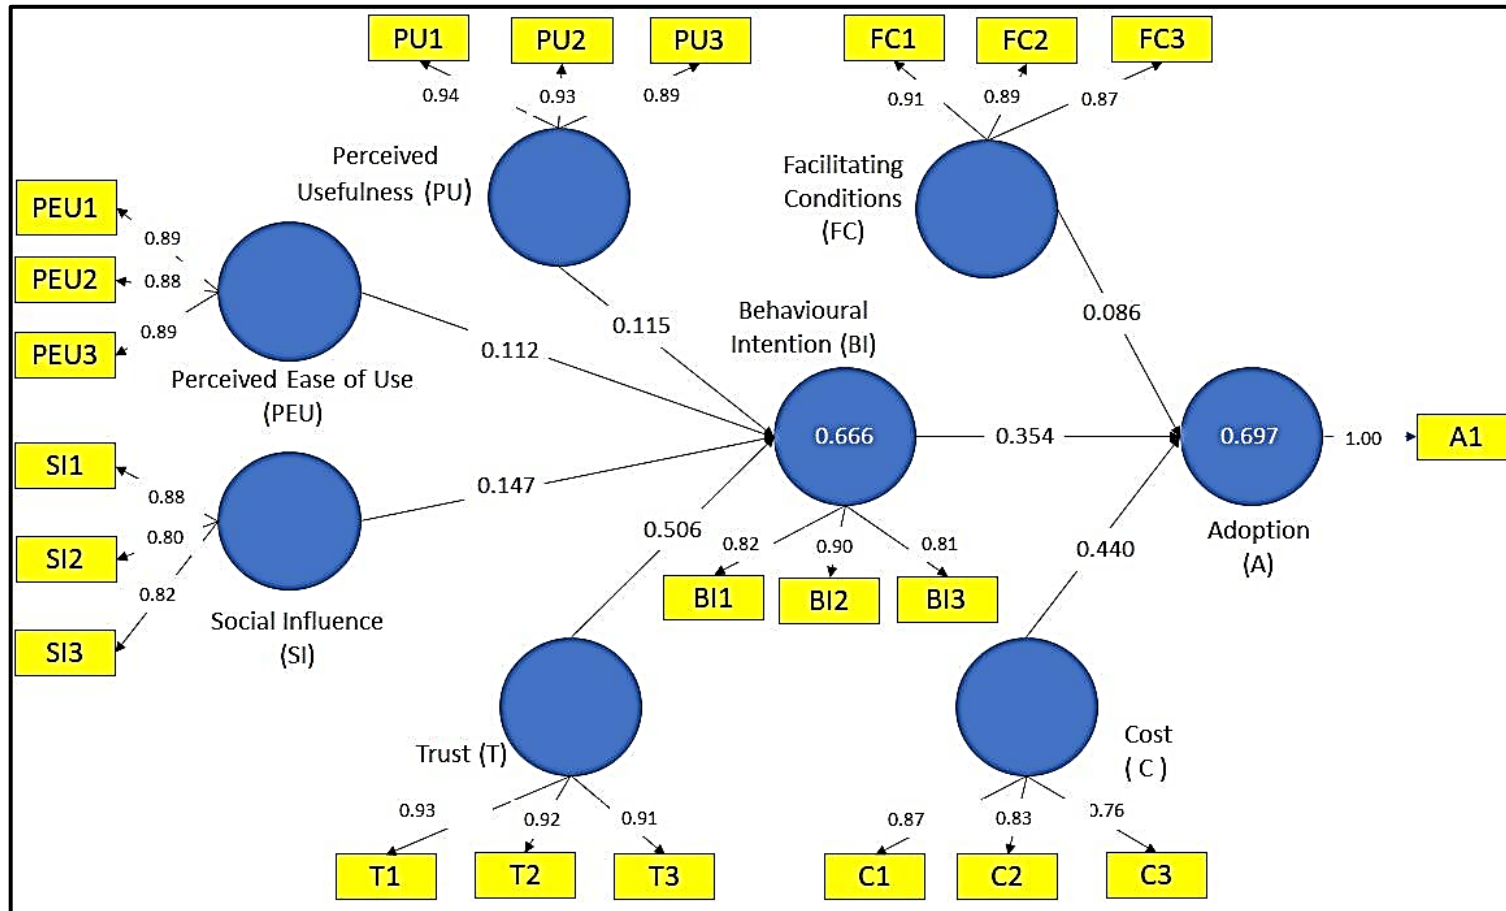 PU1 PU2 PU3 FC1 FC2 FC3
0.94 0.93 0.89 0.91 0.89 0.87
Perceived
Usefulness (PU)
Facilitating
Conditions
(FC)
PEU1
0.89
PEU2 0.88
0.89
PEU3
Perceived Ease of Use
(PEU)
0.115
0.112
Behavioural
Intention (BI)
0.086
0.666 0.354 0.697 1.00 A1
SI1
0.88
SI2 0.80
0.82
SI3
Social Influence
(SI)
0.147
0.506
0.82 0.90 0.81
BI1 BI2 BI3
0.440
Adoption
(A)
Trust (T)
Cost
( C )
0.93 0.92 0.91 0.87 0.83 0.76
T1 T2 T3 C1 C2 C3